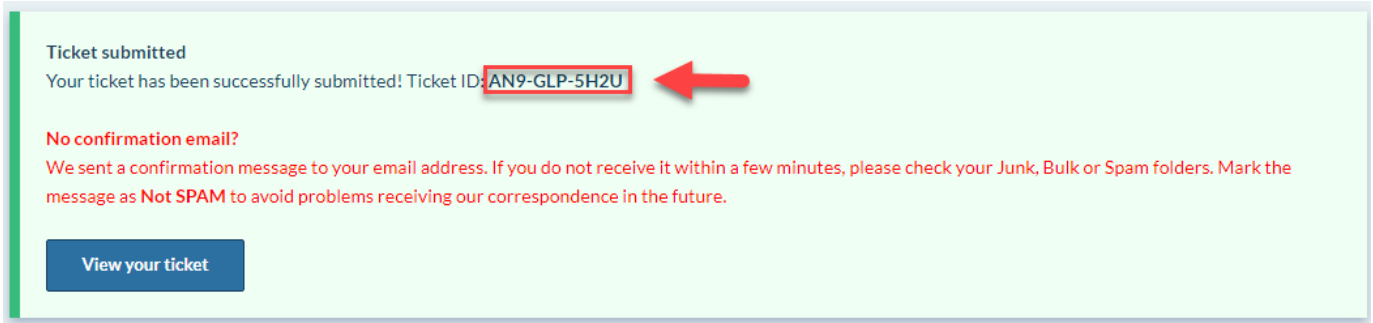 Ticket submitted
Your ticket has been successfully submitted! Ticket ID: AN9-GLP-5H2U
No confirmation email?
We sent a confirmation message to your email address. If you do not receive it within a few minutes, please check your Junk, Bulk or Spam folders. Mark the
message as Not SPAM to avoid problems receiving our correspondence in the future.
View your ticket